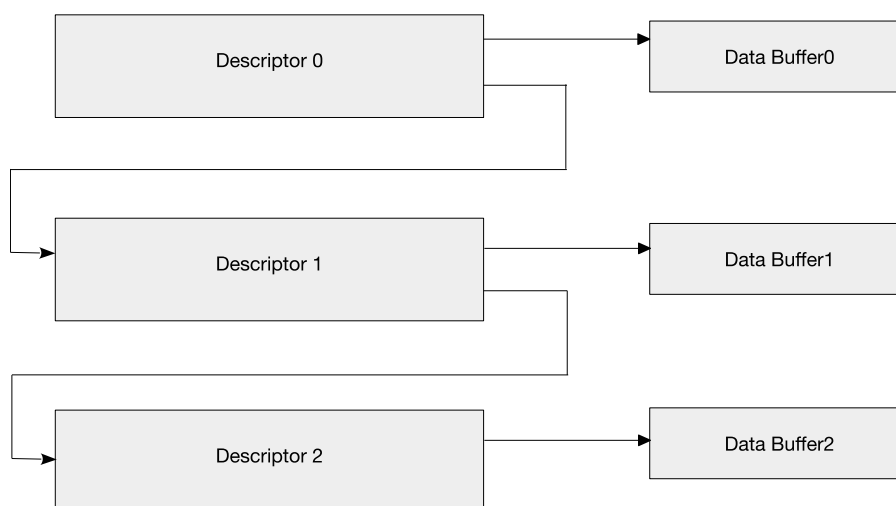 Descriptor 0
Data Buffer0
Descriptor 1
Data Buffer1
Descriptor 2
Data Buffer2